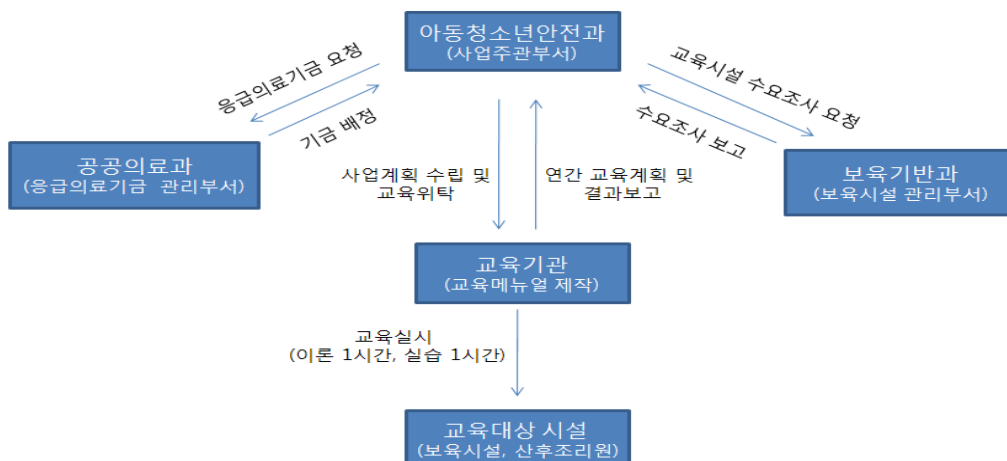 아동청소년안전과
(사업주관부서)
응급의료기금 요청
기금 배정
교육시설 수요조사 요청
수요조사 보고
공공의료과
(응급의료기금 관리부서)
사업계획 수립 및
교육위탁
연간 교육계획 및
결과보고
보육기반과
(보육시설 관리부서)
교육기관
(교육메뉴얼 제작)
교육실시
(이론 1시간, 실습 1시간)
교육대상 시설
(보육시설, 산후조리원)